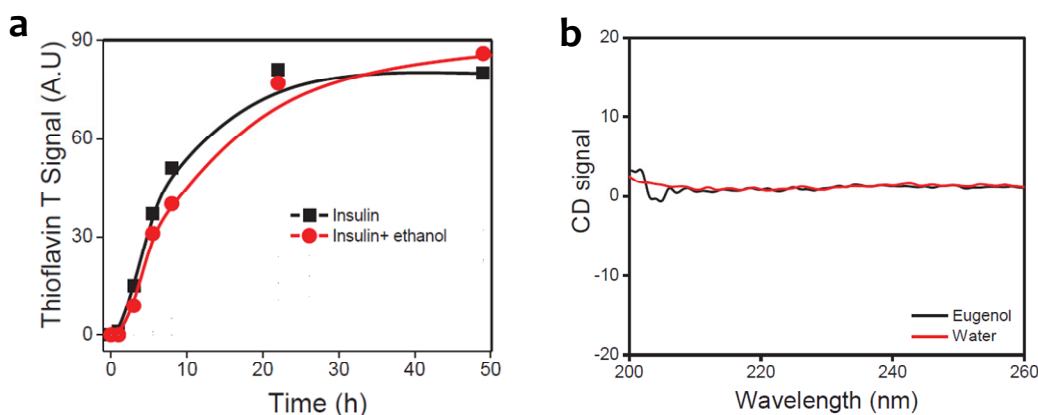 a
Thioflavin T Signal (A.U)
90
60
30
0
Insulin
Insulin+ ethanol
0 10 20 30 40 50
Time (h)
b
CD signal
20
10
0
-10
-20
Eugenol
Water
200 220 240 260
Wavelength (nm)